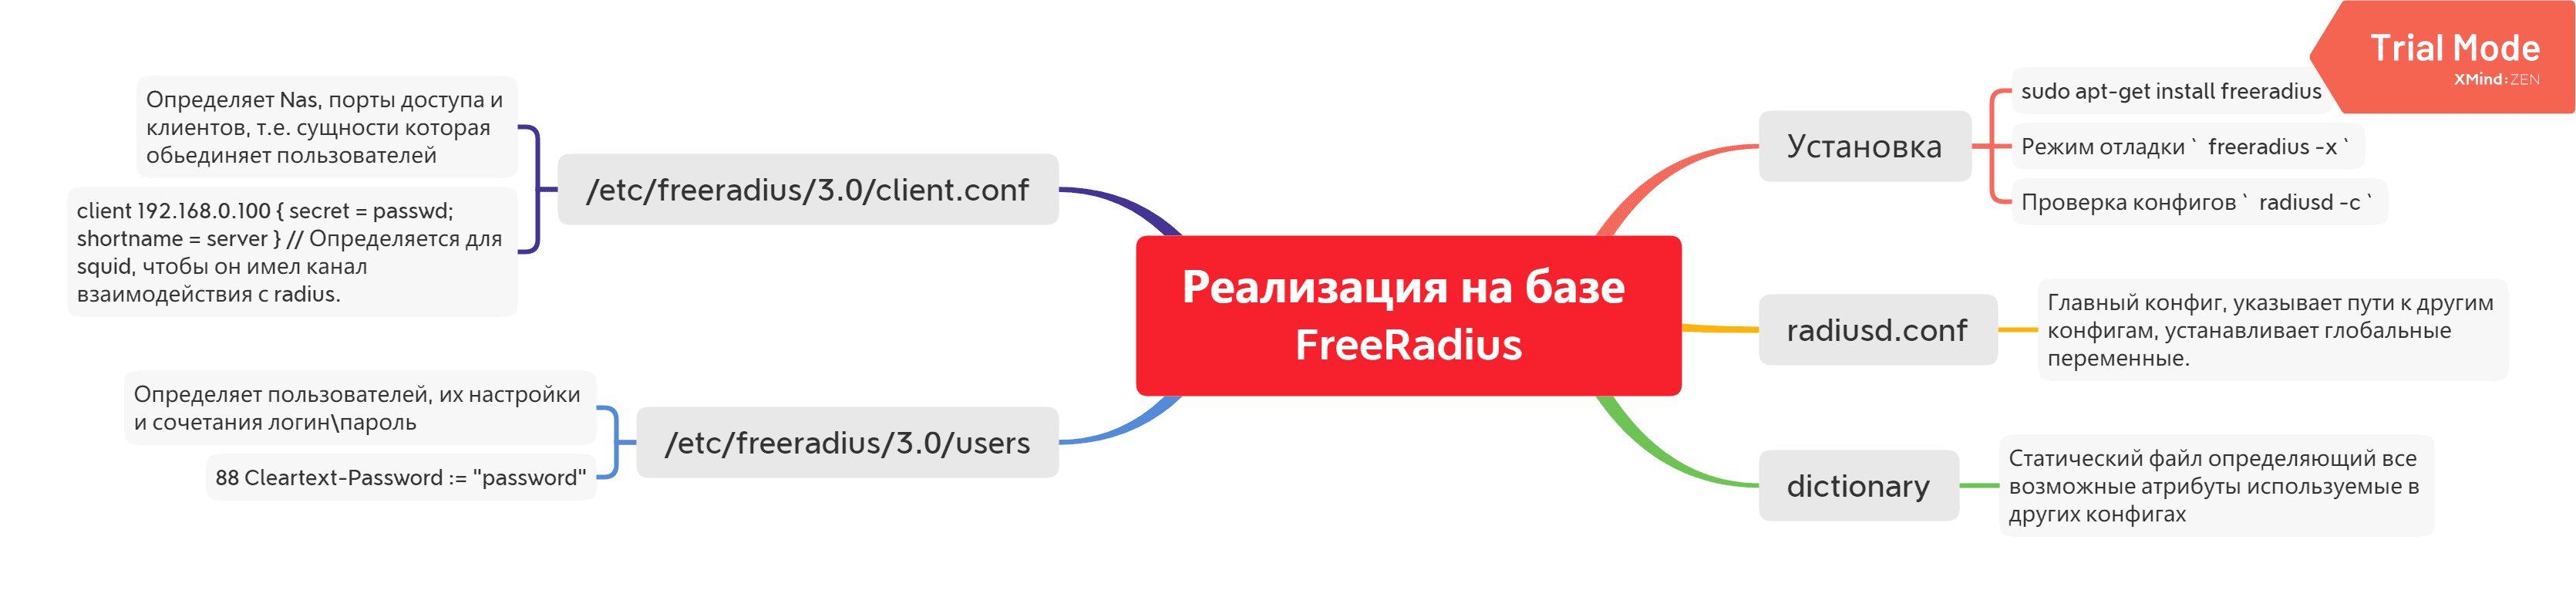 Реализация на базе
FreeRadius
Установка
sudo apt-get install freeradius
Режим отладки ` freeradius -x `
Проверка конфигов ` radiusd -c `
radiusd.conf
Главный конфиг, указывает пути к другим
конфигам, устанавливает глобальные
переменные.
dictionary
Статический файл определяющий все
возможные атрибуты используемые в
других конфигах
/etc/freeradius/3.0/client.conf
Определяет Nas, порты доступа и
клиентов, т.е. сущности которая
обьединяет пользователей
client 192.168.0.100 { secret = passwd;
shortname = server } // Определяется для
squid, чтобы он имел канал
взаимодействия с radius.
/etc/freeradius/3.0/users
Определяет пользователей, их настройки
и сочетания логин\пароль
88 Cleartext-Password := "password"
Trial Mode
XMind:ZEN